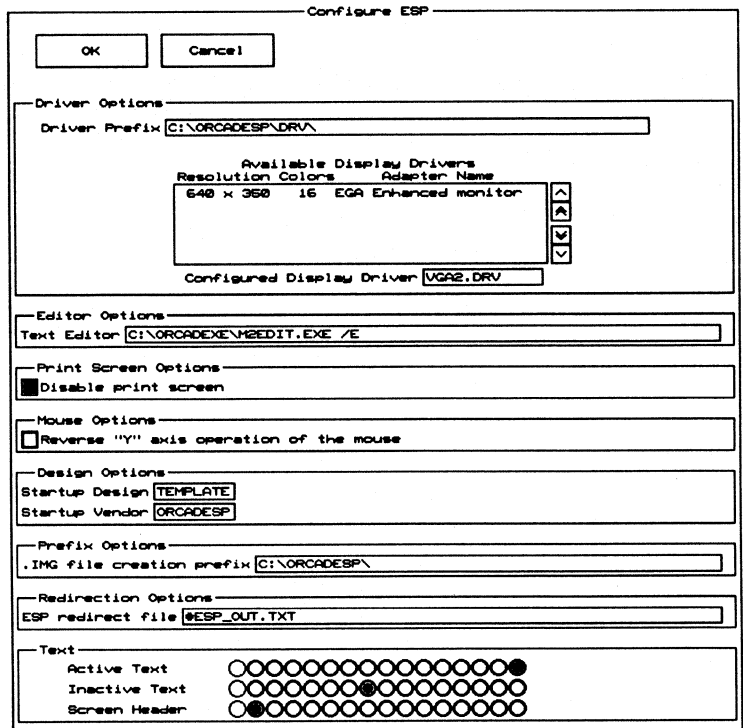 Configure ESP
OK Cancel
Driver Options
Driver Prefix C:\ORCADESP\DRV\
Available Display Drivers
Resolution Colors Adapter Name
640 x 350 16 EGA Enhanced monitor
Configured Display Driver VGA2.DRV
Editor Options
Text Editor C:\ORCADEXE\M2EDIT.EXE /E
Print Screen Options
Disable print screen
Mouse Options
Reverse "Y" axis operation of the mouse
Design Options
Startup Design TEMPLATE
Startup Vendor ORCADESP
Prefix Options
.IMG file creation prefix C:\ORCADESP\
Redirection Options
ESP redirect file #ESP_OUT.TXT
Text
Active Text
Inactive Text
Screen Header